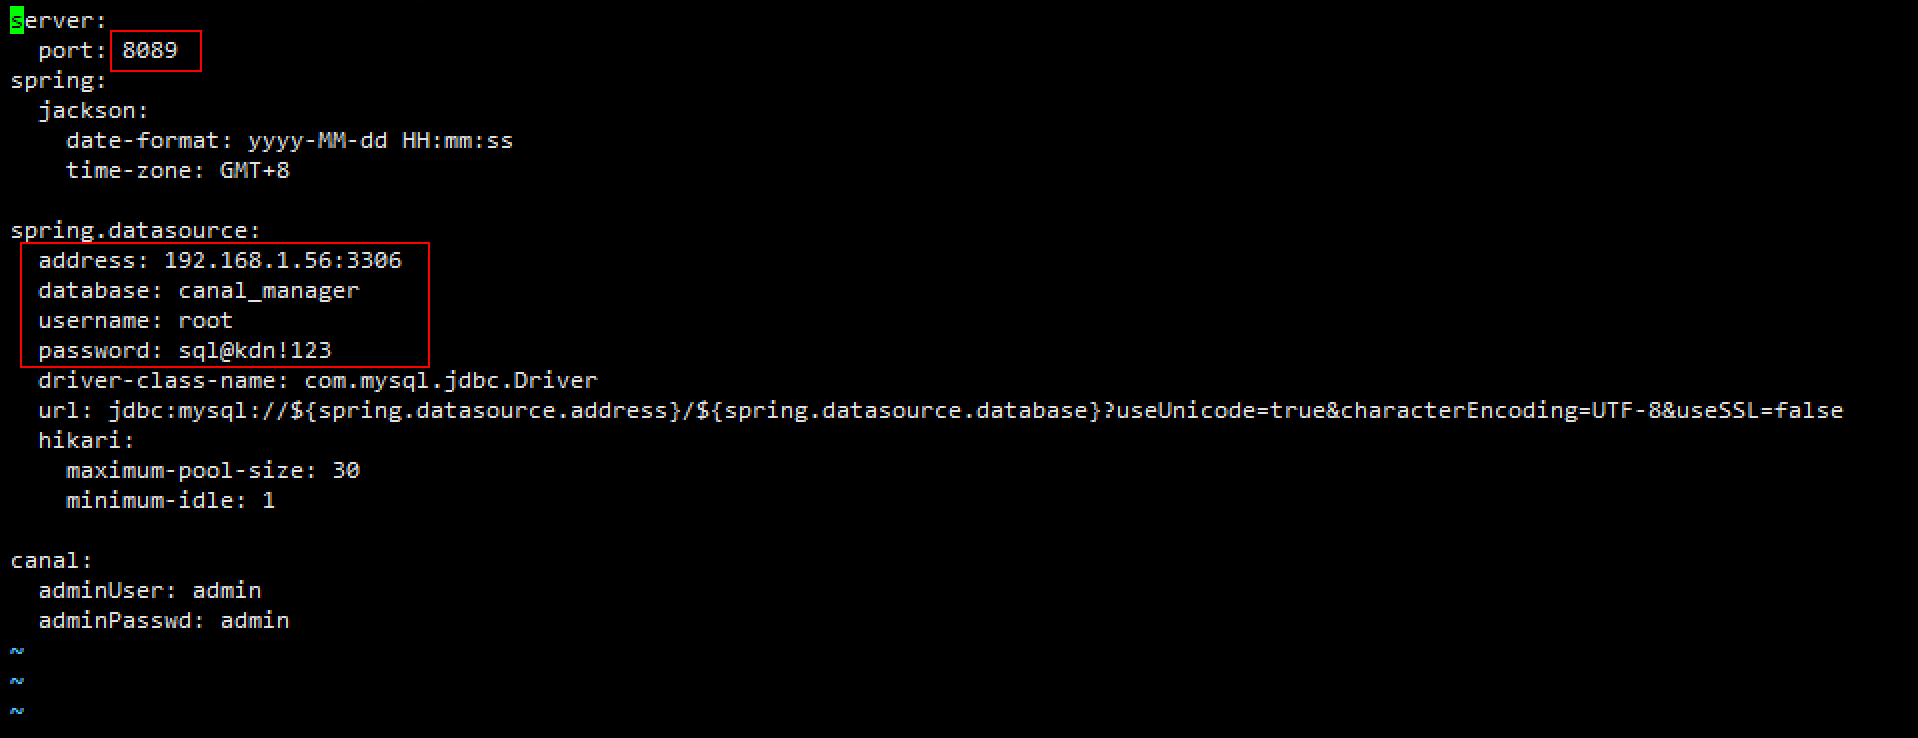 server:
  port: 8089
spring:
  jackson:
    date-format: yyyy-MM-dd HH:mm:ss
    time-zone: GMT+8

spring.datasource:
  address: 192.168.1.56:3306
  database: canal_manager
  username: root
  password: sql@kdn!123
  driver-class-name: com.mysql.jdbc.Driver
  url: jdbc:mysql://${spring.datasource.address}/${spring.datasource.database}?useUnicode=true&characterEncoding=UTF-8&useSSL=false
  hikari:
    maximum-pool-size: 30
    minimum-idle: 1

canal:
  adminUser: admin
  adminPasswd: admin
~
~
~